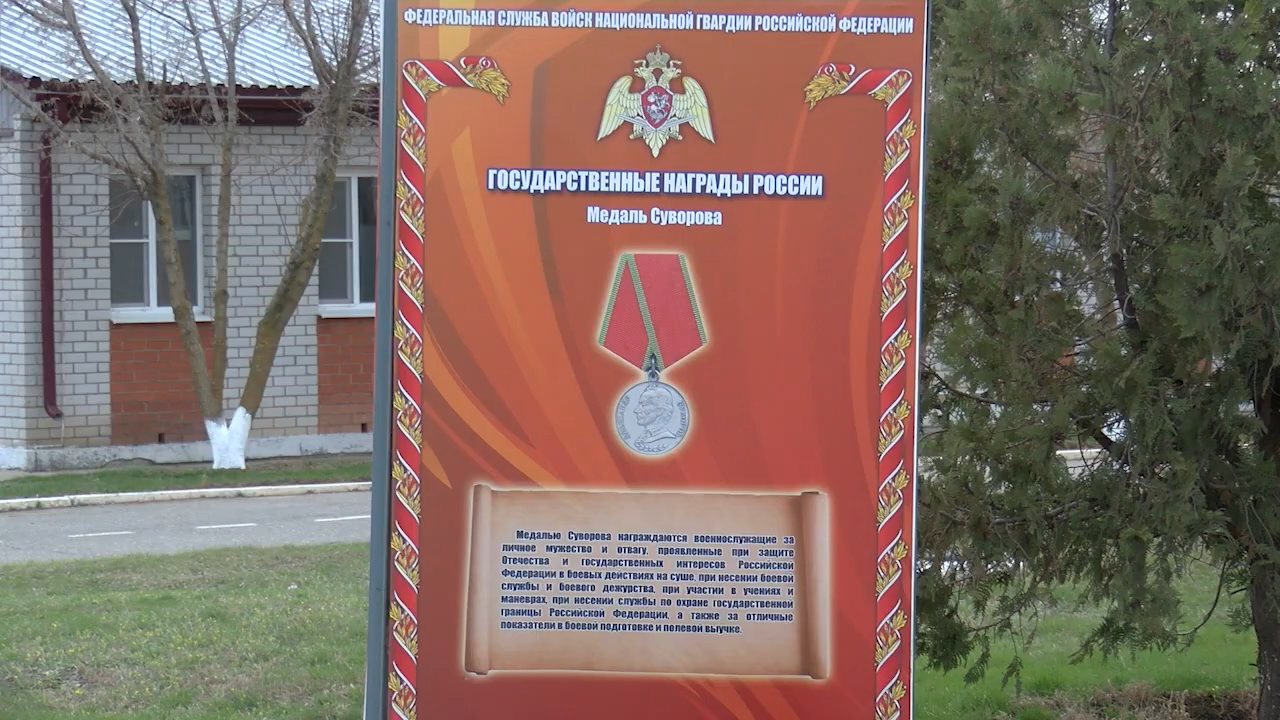 ФЕДЕРАЛЬНАЯ СЛУЖБА ВОЙСК НАЦИОНАЛЬНОЙ ГВАРДИИ РОССИЙСКОЙ ФЕДЕРАЦИИ
ГОСУДАРСТВЕННЫЕ НАГРАДЫ РОССИИ
Медаль Суворова
Медалью Суворова награждаются военнослужащие за
личное мужество и отвагу, проявленные при защите
Отечества и государственных интересов Российской
Федерации в боевых действиях на суше, при несении боевой
службы и боевого дежурства, при участии в учениях и
маневрах, при несении службы по охране государственной
границы Российской Федерации, а также за отличные
показатели в боевой подготовке и полевой выучке.